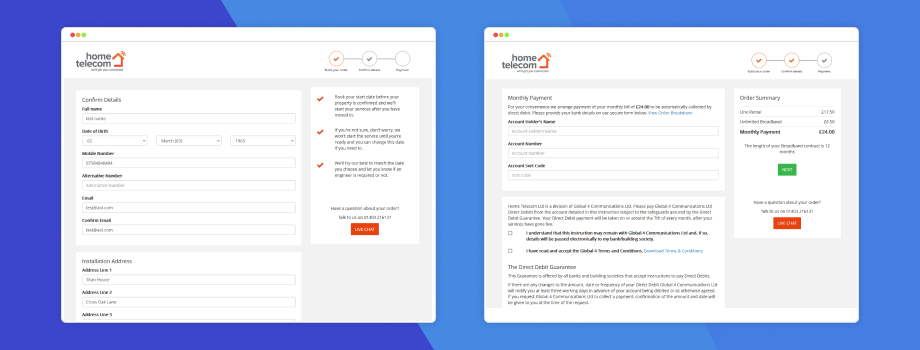 home
telecom
we'll get you connected
Build your order
Confirm details
Payment
Confirm Details
Full name
test name
Date of Birth
02
March (03)
1983
Mobile Number
07584848484
Alternative Number
Alternative Number
Email
test@aol.com
Confirm Email
test@aol.com
Installation Address
Address Line 1
Titan House
Address Line 2
Cross Oak Lane
Address Line 3
Book your start date before your
property is confirmed and we'll
start your services after you have
moved in.
If you're not sure, don't worry, we
won't start the service until you're
ready and you can change this date
if you need to.
We'll try our best to match the date
you choose and let you know if an
engineer is required or not.
Have a question about your order?
Talk to us on 01403 216131
LIVE CHAT
home
telecom
we'll get you connected
Build your order
Confirm details
Payment
Monthly Payment
For your convenience we arrange payment of your monthly bill of £24.00 to be automatically collected by
direct debit. Please provide your bank details on our secure form below. View Order Breakdown
Account Holder's Name
Account Holders Name
Account Number
Account Number
Account Sort Code
Sort Code
Home Telecom Ltd is a division of Global 4 Communications Ltd. Please pay Global 4 Communications Ltd
Direct Debits from the account detailed in this instruction subject to the safeguards assured by the Direct
Debit Guarantee. Your Direct Debit payment will be taken on or around the 7th of every month, after your
services have gone live.
I understand that this instruction may remain with Global 4 Communications Ltd and, if so,
details will be passed electronically to my bank/building society.
I have read and accept the Global 4 Terms and Conditions. Download Terms & Conditions.
The Direct Debit Guarantee
This Guarantee is offered by all banks and building societies that accept instructions to pay Direct Debits.
If there are any changes to the amount, date or frequency of your Direct Debit Global 4 Communications Ltd
will notify you at least three working days in advance of your account being debited or as otherwise agreed.
If you request Global 4 Communications Ltd to collect a payment, confirmation of the amount and date will
be given to you at the time of the request.
Order Summary
Line Rental £17.50
Unlimited Broadband £6.50
Monthly Payment £24.00
The length of your Broadband contract is 12
months.
NEXT
Have a question about your order?
Talk to us on 01403 216131
LIVE CHAT